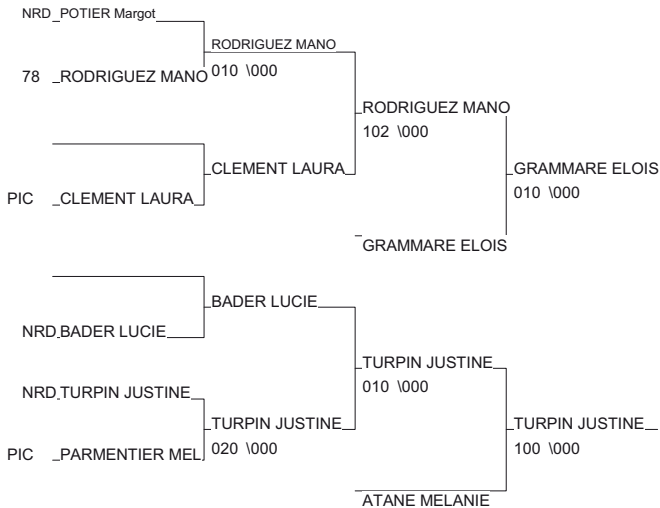 NRD POTIER Margot
RODRIGUEZ MANO
78 RODRIGUEZ MANO 010 \000
RODRIGUEZ MANO
102 \000
CLEMENT LAURA GRAMMARE ELOIS
PIC CLEMENT LAURA 010 \000
GRAMMARE ELOIS
BADER LUCIE
NRD BADER LUCIE
TURPIN JUSTINE
010 \000
NRD TURPIN JUSTINE
TURPIN JUSTINE TURPIN JUSTINE
PIC PARMENTIER MEL 020 \000 100 \000
ATANE MELANIE